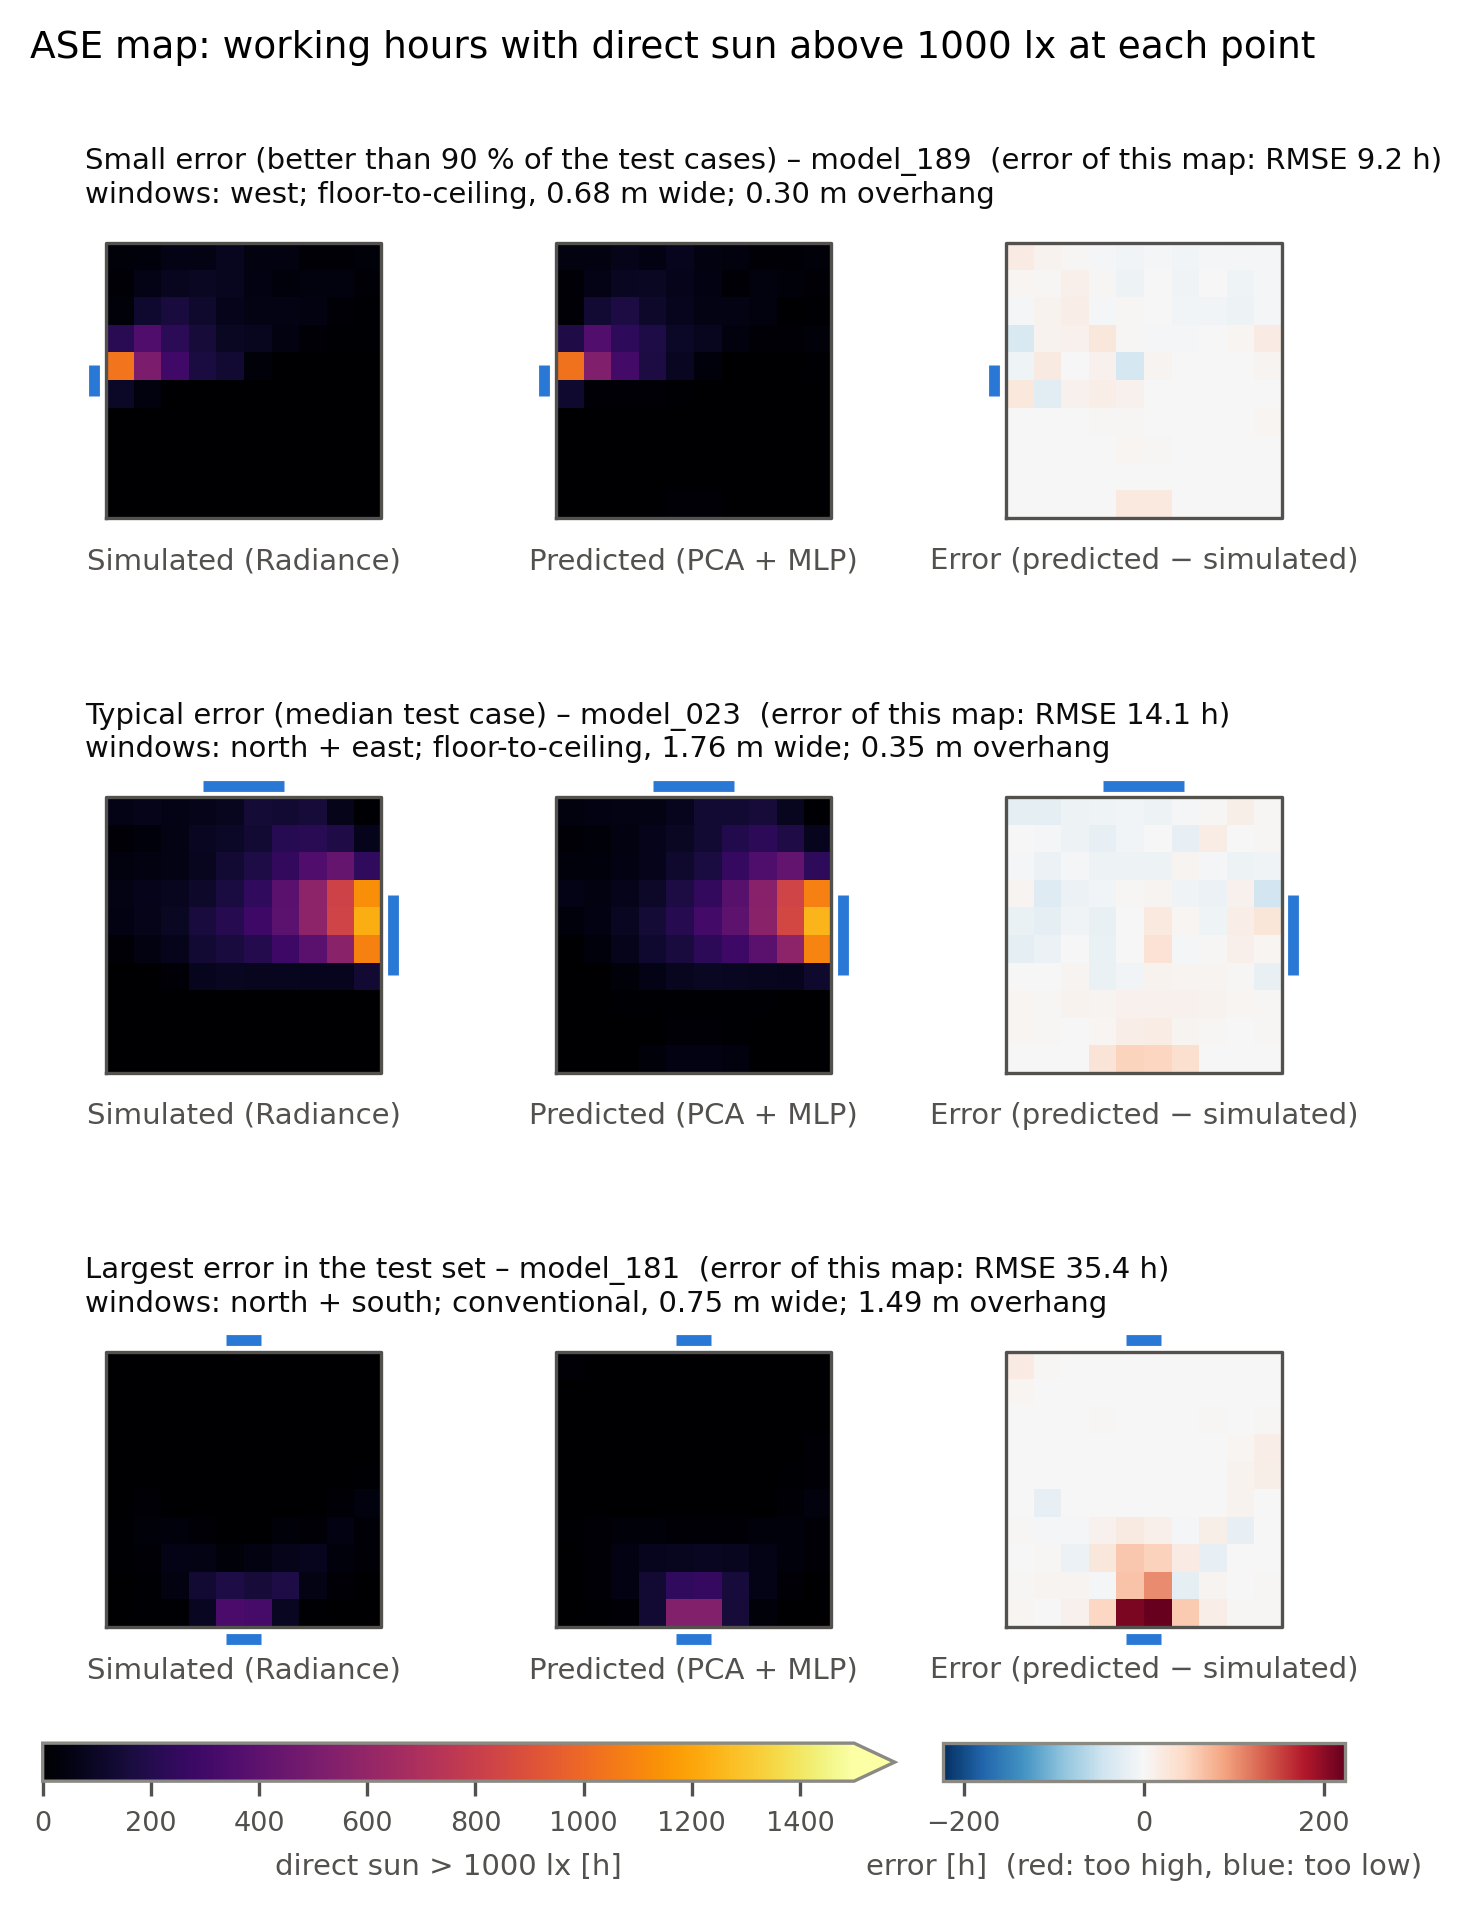 ASE map: working hours with direct sun above 1000 lx at each point
Small error (better than 90 % of the test cases) – model_189  (error of this map: RMSE 9.2 h)
windows: west; floor-to-ceiling, 0.68 m wide; 0.30 m overhang
Simulated (Radiance)
Predicted (PCA + MLP)
Error (predicted − simulated)
Typical error (median test case) – model_023  (error of this map: RMSE 14.1 h)
windows: north + east; floor-to-ceiling, 1.76 m wide; 0.35 m overhang
Simulated (Radiance)
Predicted (PCA + MLP)
Error (predicted − simulated)
Largest error in the test set – model_181  (error of this map: RMSE 35.4 h)
windows: north + south; conventional, 0.75 m wide; 1.49 m overhang
Simulated (Radiance)
Predicted (PCA + MLP)
Error (predicted − simulated)
0 200 400 600 800 1000 1200 1400
direct sun > 1000 lx [h]
−200 0 200
error [h]  (red: too high, blue: too low)